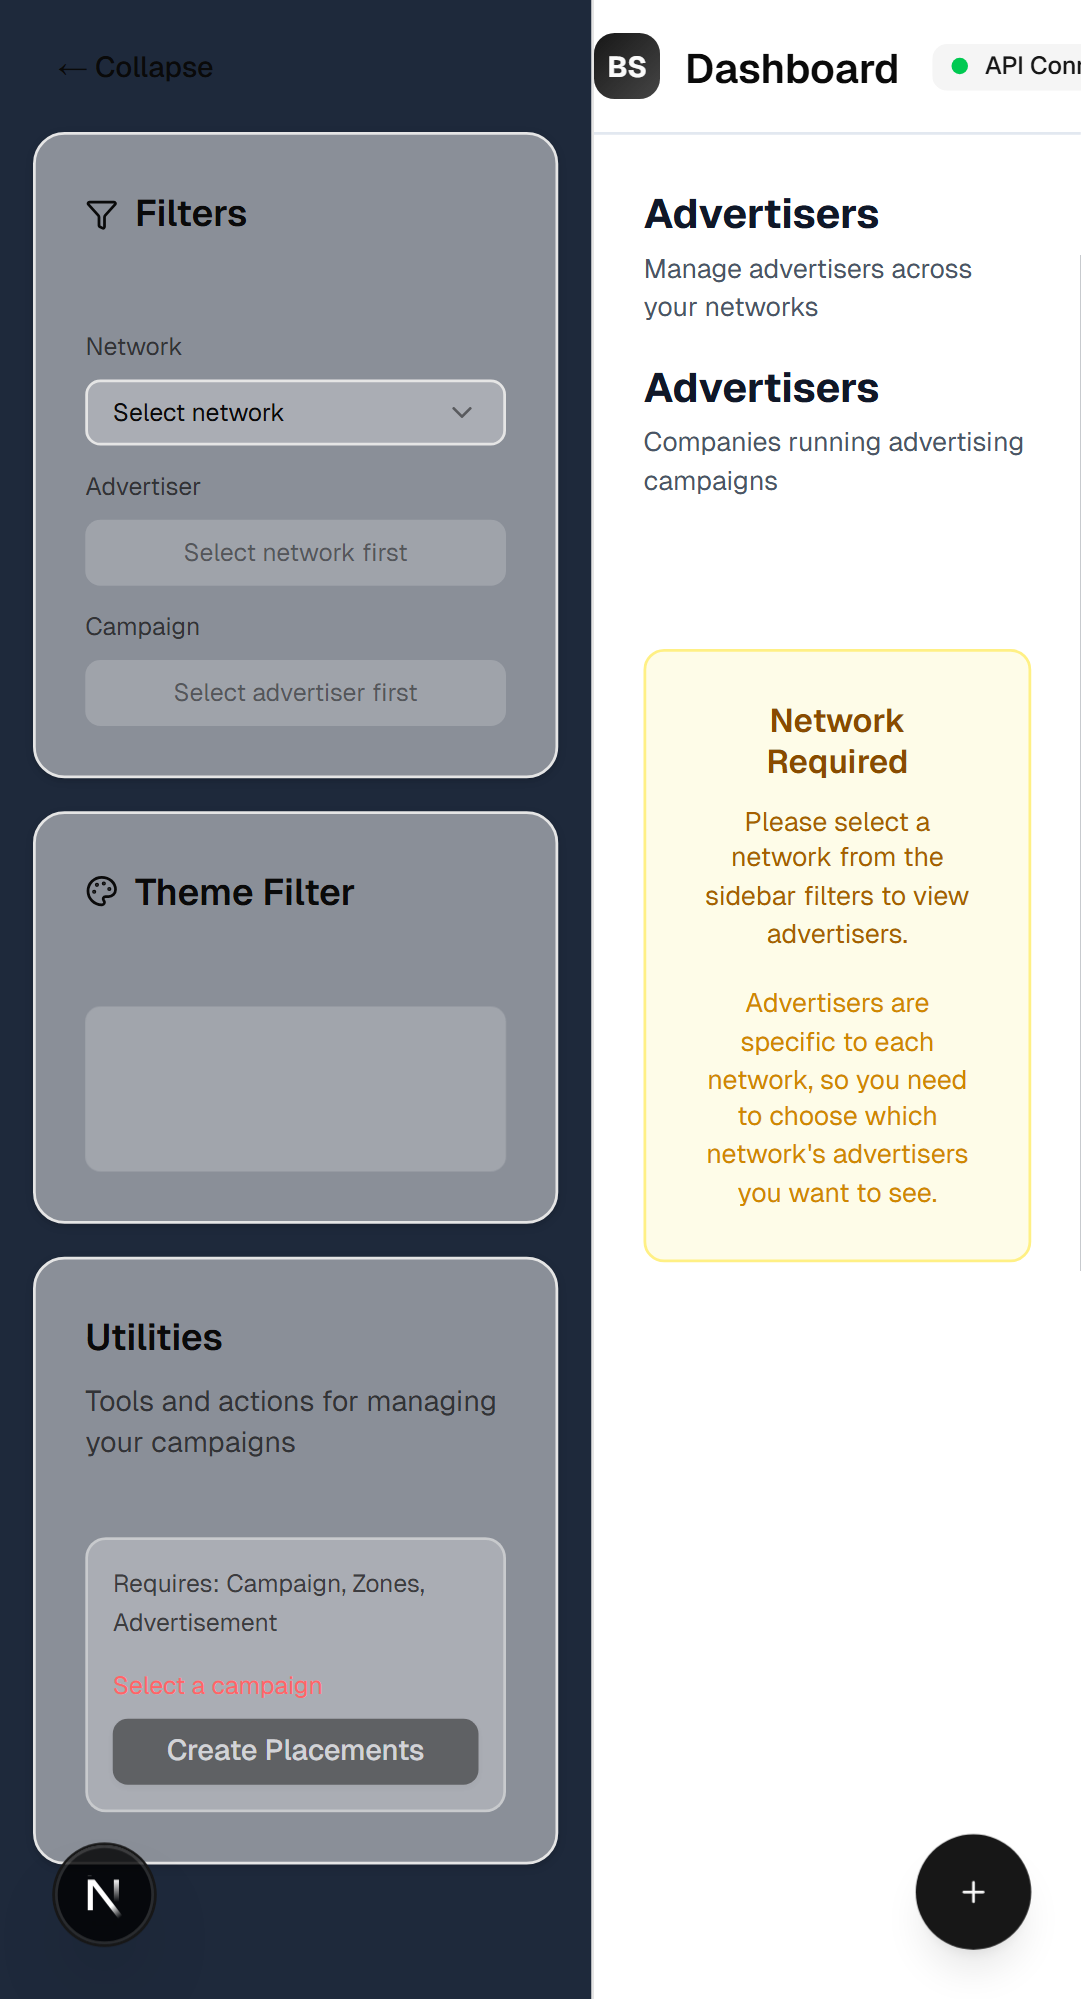 ← Collapse
Filters
Network
Select network
Advertiser
Select network first
Campaign
Select advertiser first
Theme Filter
Utilities
Tools and actions for managing
your campaigns
Requires: Campaign, Zones,
Advertisement
Select a campaign
Create Placements
N
BS
Dashboard
API Conn
Advertisers
Manage advertisers across
your networks
Advertisers
Companies running advertising
campaigns
Network
Required
Please select a
network from the
sidebar filters to view
advertisers.
Advertisers are
specific to each
network, so you need
to choose which
network's advertisers
you want to see.
+